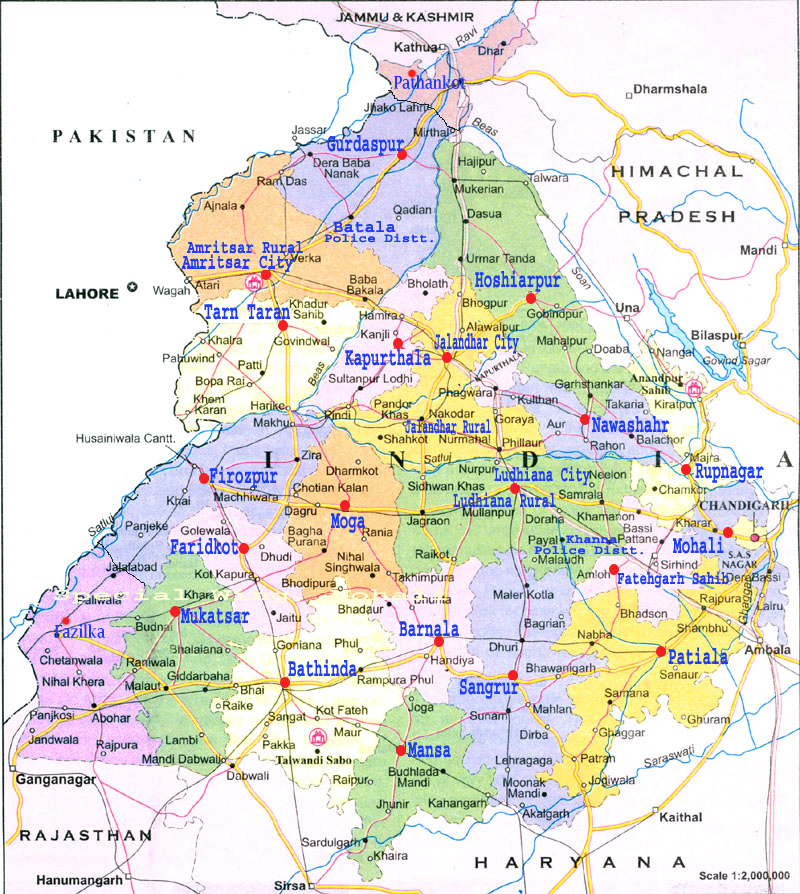 JAMMU & KASHMIR
Kathua
Ravi
Dhar
Pathankot
Dharmshala
Jhako Lahri
PAKISTAN
Jassar
Mirthal
Beas
Gurdaspur
Dera Baba
Nanak
Hajipur
Ram Das
Mukerian
Talwara
HIMACHAL
PRADESH
Ajnala
Qadian
Dasua
Batala
Police Distt.
Mandi
Amritsar Rural
Amritsar City
Verka
Urmar Tanda
Soan
LAHORE
Wagah
Atari
Baba
Bakala
Bholath
Hoshiarpur
Bhogpur
Gobindpur
Una
Khadur
Sahib
Tarn Taran
Hamira
Alawalpur
Bilaspur
Khalra
Govindwal
Kanjli
Jalandhar City
Mahalpur
Doaba
Nangal
Govind Sagar
Pahuwind
Kapurthala
KAPURTHALA
Patti
Beas
Sultanpur Lodhi
Garhshankar
Anandpur
Sahib
Bopa Rai
Phagwara
Kulthan
Takaria
Kiratpur
Khem
Karan
Harike
Pindi
Pandor
Khas
Nakodar
Goraya
Makhu
Jalandhar Rural
Aur
Nawashahr
Husainiwala Cantt.
Shahkot
Nurmahal
Phillaur
Rahon
Balachor
Zira
Satluj
INDIA
Majra
Firozpur
Dharmkot
Nurpur
Ludhiana City
Neelon
Rupnagar
Khai
Machhiwara
Chotian Kalan
Sidhwan Khas
Ludhiana Rural
Samrala
Chamkor
CHANDIGARH
Satluj
Panjeke
Dagru
Moga
Jagraon
Mullanpur
Doraha
Khamanon
Kharar
Golewala
Bagha
Purana
Rania
Payal
Khanna
Police Distt.
Bassi
Pattane
Mohali
Faridkot
Dhudi
Nihal
Singhwala
Raikot
Malaudh
Sirhind
S.A.S
NAGAR
Jalalabad
Kot Kapura
Takhimpura
Amloh
Fatehgarh Sahib
Dera Bassi
Bhodipura
Maler Kotla
Ghaggar
Lalru
Mukatsar
Jaitu
Bhadaur
Bhadson
Rajpura
Fazilka
Budna
Bagrian
Shambhu
Goniana
Phul
Barnala
Nabha
Ambala
Chetanwala
Bhalaiana
Dhuri
Patiala
Raniwala
Handiya
Bhawanigarh
Nihal Khera
Giddarbaha
Bathinda
Rampura Phul
Sangrur
Sanaur
Malaut
Bhai
Samana
Panjkosi
Raike
Kot Fateh
Joga
Mahlan
Ghuram
Abohar
Sangat
Sunam
Jandwala
Lambi
Pakka
Maur
Mansa
Dirba
Ghaggar
Rajpura
Mandi Dabwali
Talwandi Sabo
Lehragaga
Patran
Saraswati
Ganganagar
Dabwali
Raipur
Budhlada
Mandi
Moonak
Mandi
Jogiwala
Jhunir
Kahangarh
Akalgarh
Kaithal
RAJASTHAN
Sardulgarh
Khaira
HARYANA
Hanumangarh
Sirsa
Scale 1:2,000,000